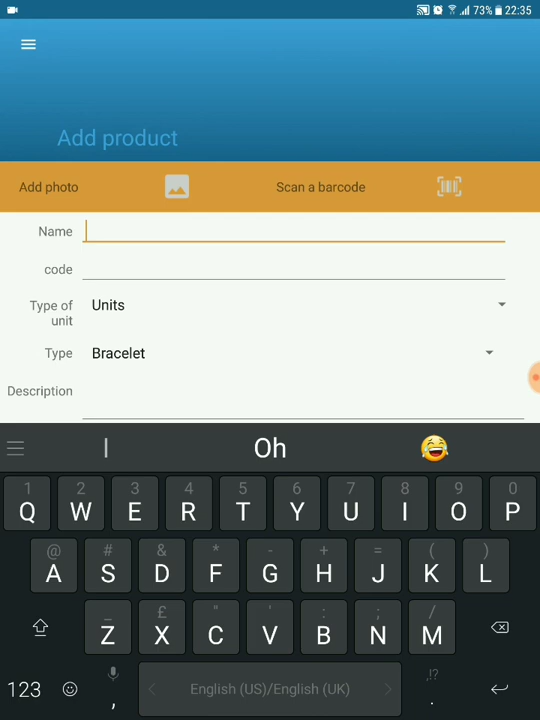 73% 22:35
Add product
Add photo Scan a barcode
Name
code
Type of unit Units
Type Bracelet
Description
| Oh 😂
1 2 3 4 5 6 7 8 9 0
Q W E R T Y U I O P
@ # & * - + = ( )
A S D F G H J K L
_ £ " ' : ; /
Z X C V B N M
123 , English (US)/English (UK) ,!? .